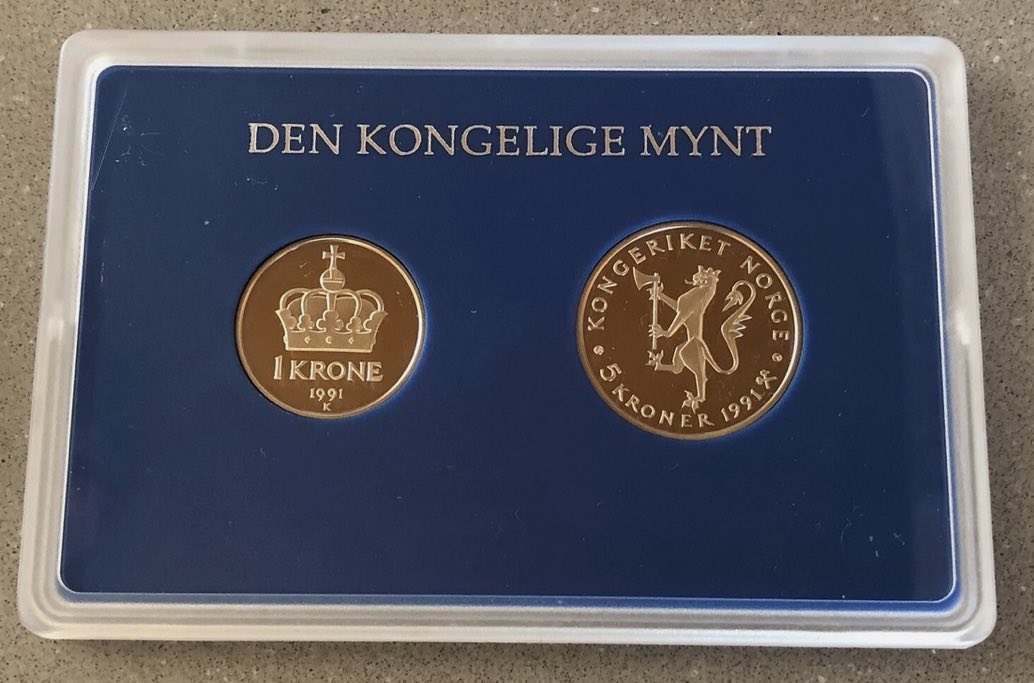 DEN KONGELIGE MYNT
1 KRONE
1991
K
KONGERIKET NORGE
5 KRONER 1991